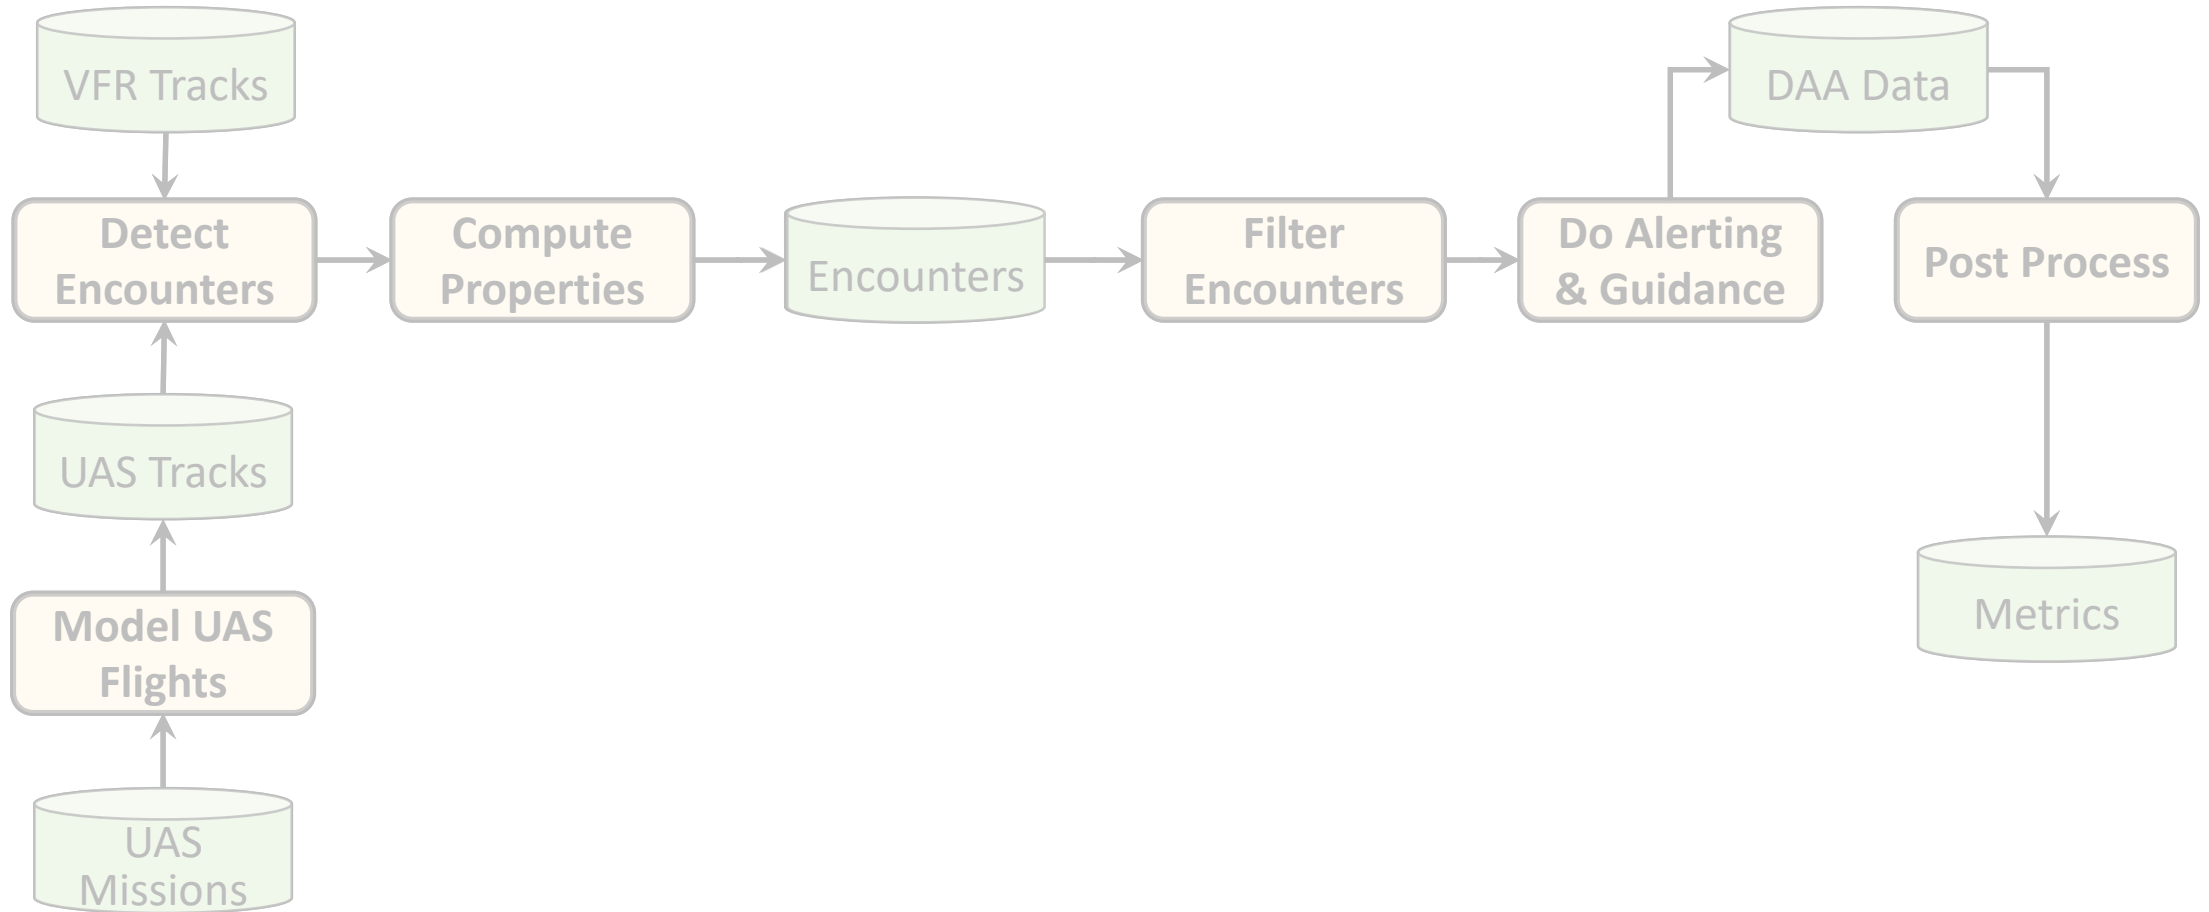 VFR Tracks
DAA Data
Detect
Encounters
Compute
Properties
Encounters
Filter
Encounters
Do Alerting
& Guidance
Post Process
UAS Tracks
Model UAS
Flights
Metrics
UAS
Missions